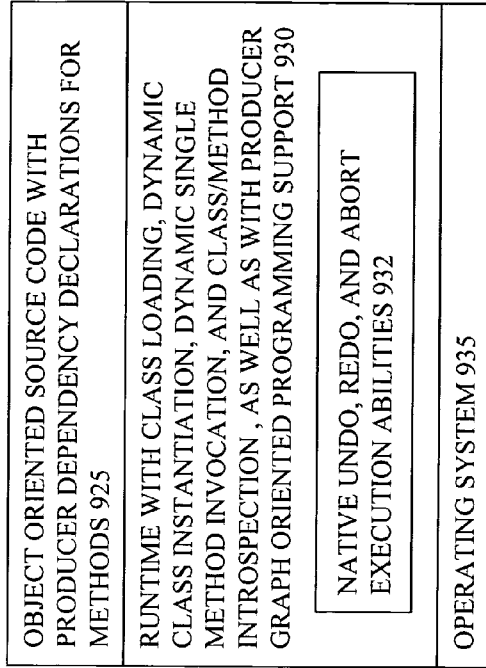 OBJECT ORIENTED SOURCE CODE WITH
PRODUCER DEPENDENCY DECLARATIONS FOR
METHODS 925
RUNTIME WITH CLASS LOADING, DYNAMIC
CLASS INSTANTIATION, DYNAMIC SINGLE
METHOD INVOCATION, AND CLASS/METHOD
INTROSPECTION , AS WELL AS WITH PRODUCER
GRAPH ORIENTED PROGRAMMING SUPPORT 930
NATIVE UNDO, REDO, AND ABORT
EXECUTION ABILITIES 932
OPERATING SYSTEM 935